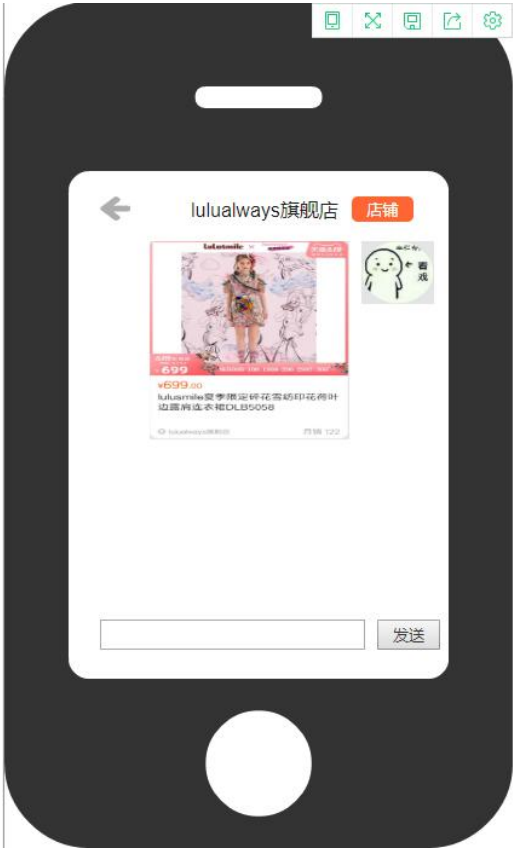 lulualways旗舰店 店铺
LuLusmile ×
看
戏
699
¥699.00
lulusmile夏季限定碎花雪纺印花荷叶
边露肩连衣裙DLB5058
lulualways旗舰店 月销 122
发送